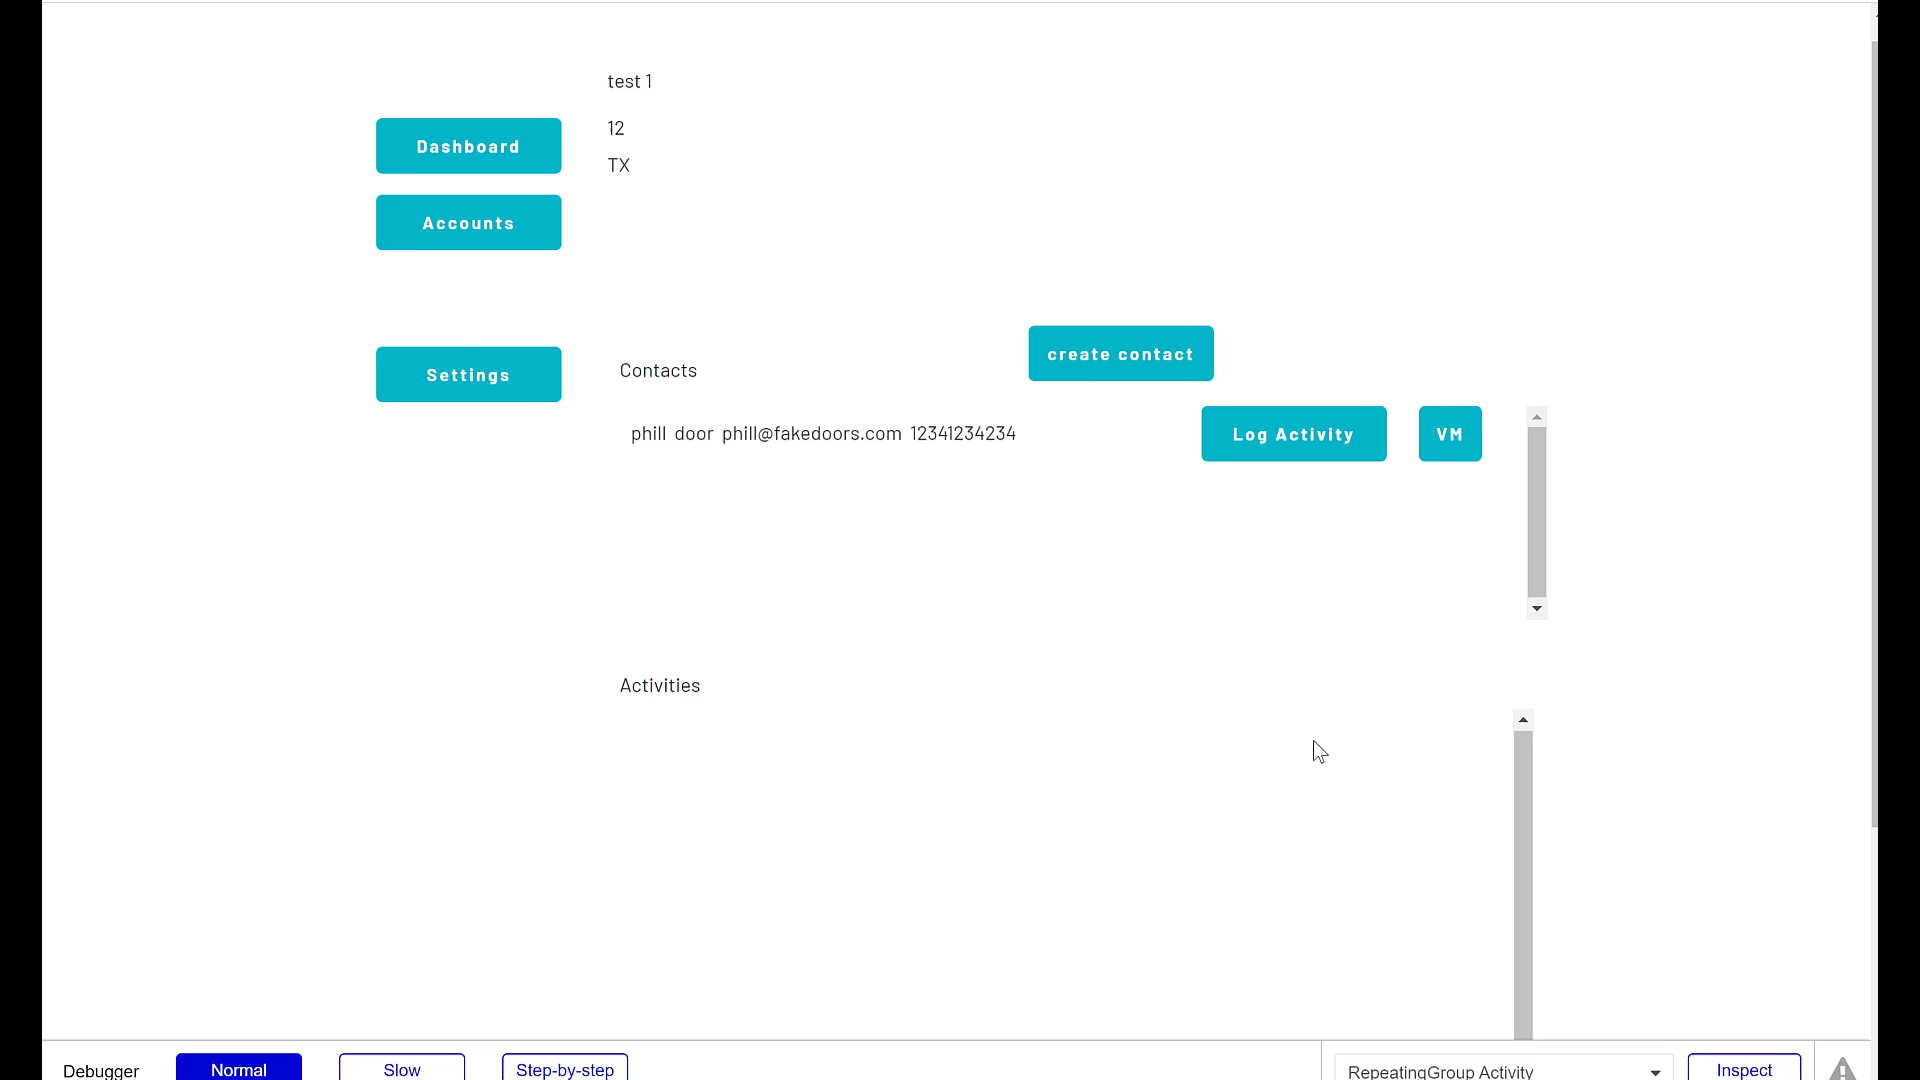 test 1
Dashboard
12
TX
Accounts
create contact
Settings
Contacts
phill door phill@fakedoors.com 12341234234
Log Activity
VM
Activities
Debugger
Normal
Slow
Step-by-step
RepeatingGroup Activity
Inspect